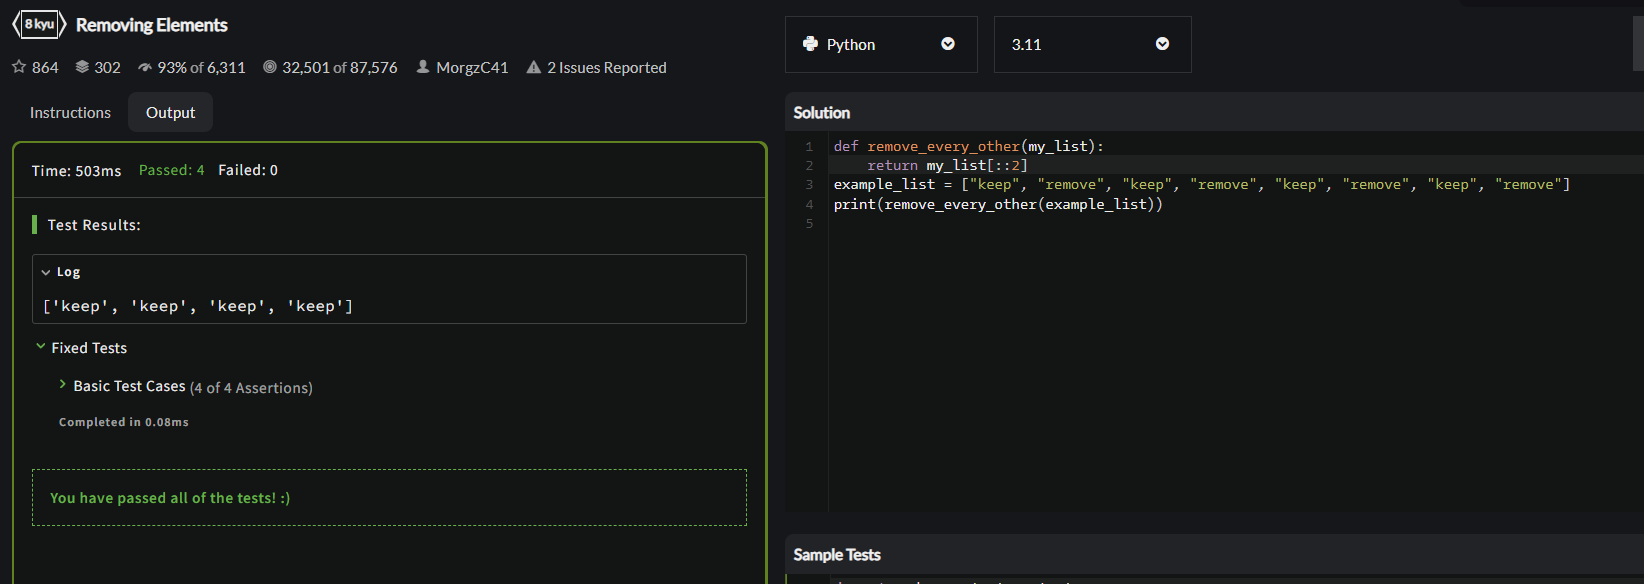 8 kyu Removing Elements
864 302 93% of 6,311 32,501 of 87,576 MorgzC41 2 Issues Reported
Instructions Output
Time: 503ms Passed: 4 Failed: 0
Test Results:
Log
['keep', 'keep', 'keep', 'keep']
Fixed Tests
Basic Test Cases (4 of 4 Assertions)
Completed in 0.08ms
You have passed all of the tests! :)
Python 3.11
Solution
1 def remove_every_other(my_list):
2     return my_list[::2]
3 example_list = ["keep", "remove", "keep", "remove", "keep", "remove", "keep", "remove"]
4 print(remove_every_other(example_list))
5
Sample Tests